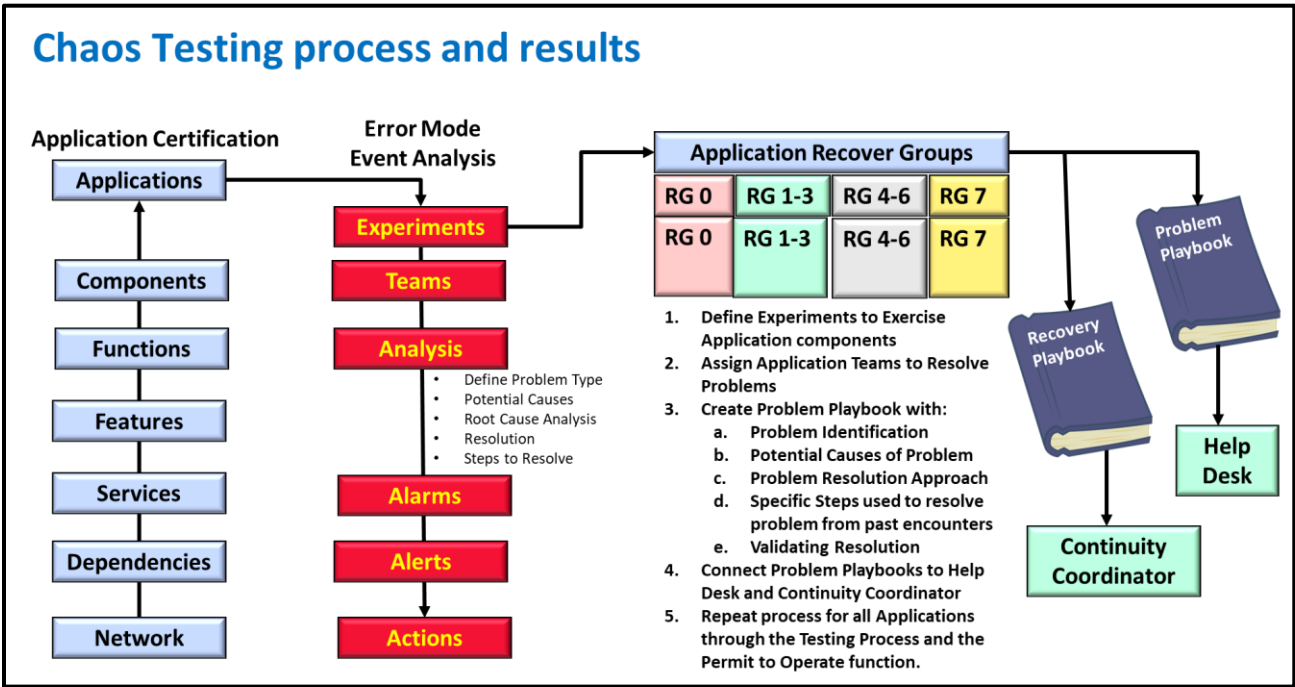 Chaos Testing process and results
Application Certification
Applications
Components
Functions
Features
Services
Dependencies
Network
Error Mode
Event Analysis
Experiments
Teams
Analysis
• Define Problem Type
• Potential Causes
• Root Cause Analysis
• Resolution
• Steps to Resolve
Alarms
Alerts
Actions
Application Recover Groups
RG 0 RG 1-3 RG 4-6 RG 7
RG 0 RG 1-3 RG 4-6 RG 7
1. Define Experiments to Exercise
Application components
2. Assign Application Teams to Resolve
Problems
3. Create Problem Playbook with:
a. Problem Identification
b. Potential Causes of Problem
c. Problem Resolution Approach
d. Specific Steps used to resolve
problem from past encounters
e. Validating Resolution
4. Connect Problem Playbooks to Help
Desk and Continuity Coordinator
5. Repeat process for all Applications
through the Testing Process and the
Permit to Operate function.
Recovery
Playbook
Continuity
Coordinator
Problem
Playbook
Help
Desk